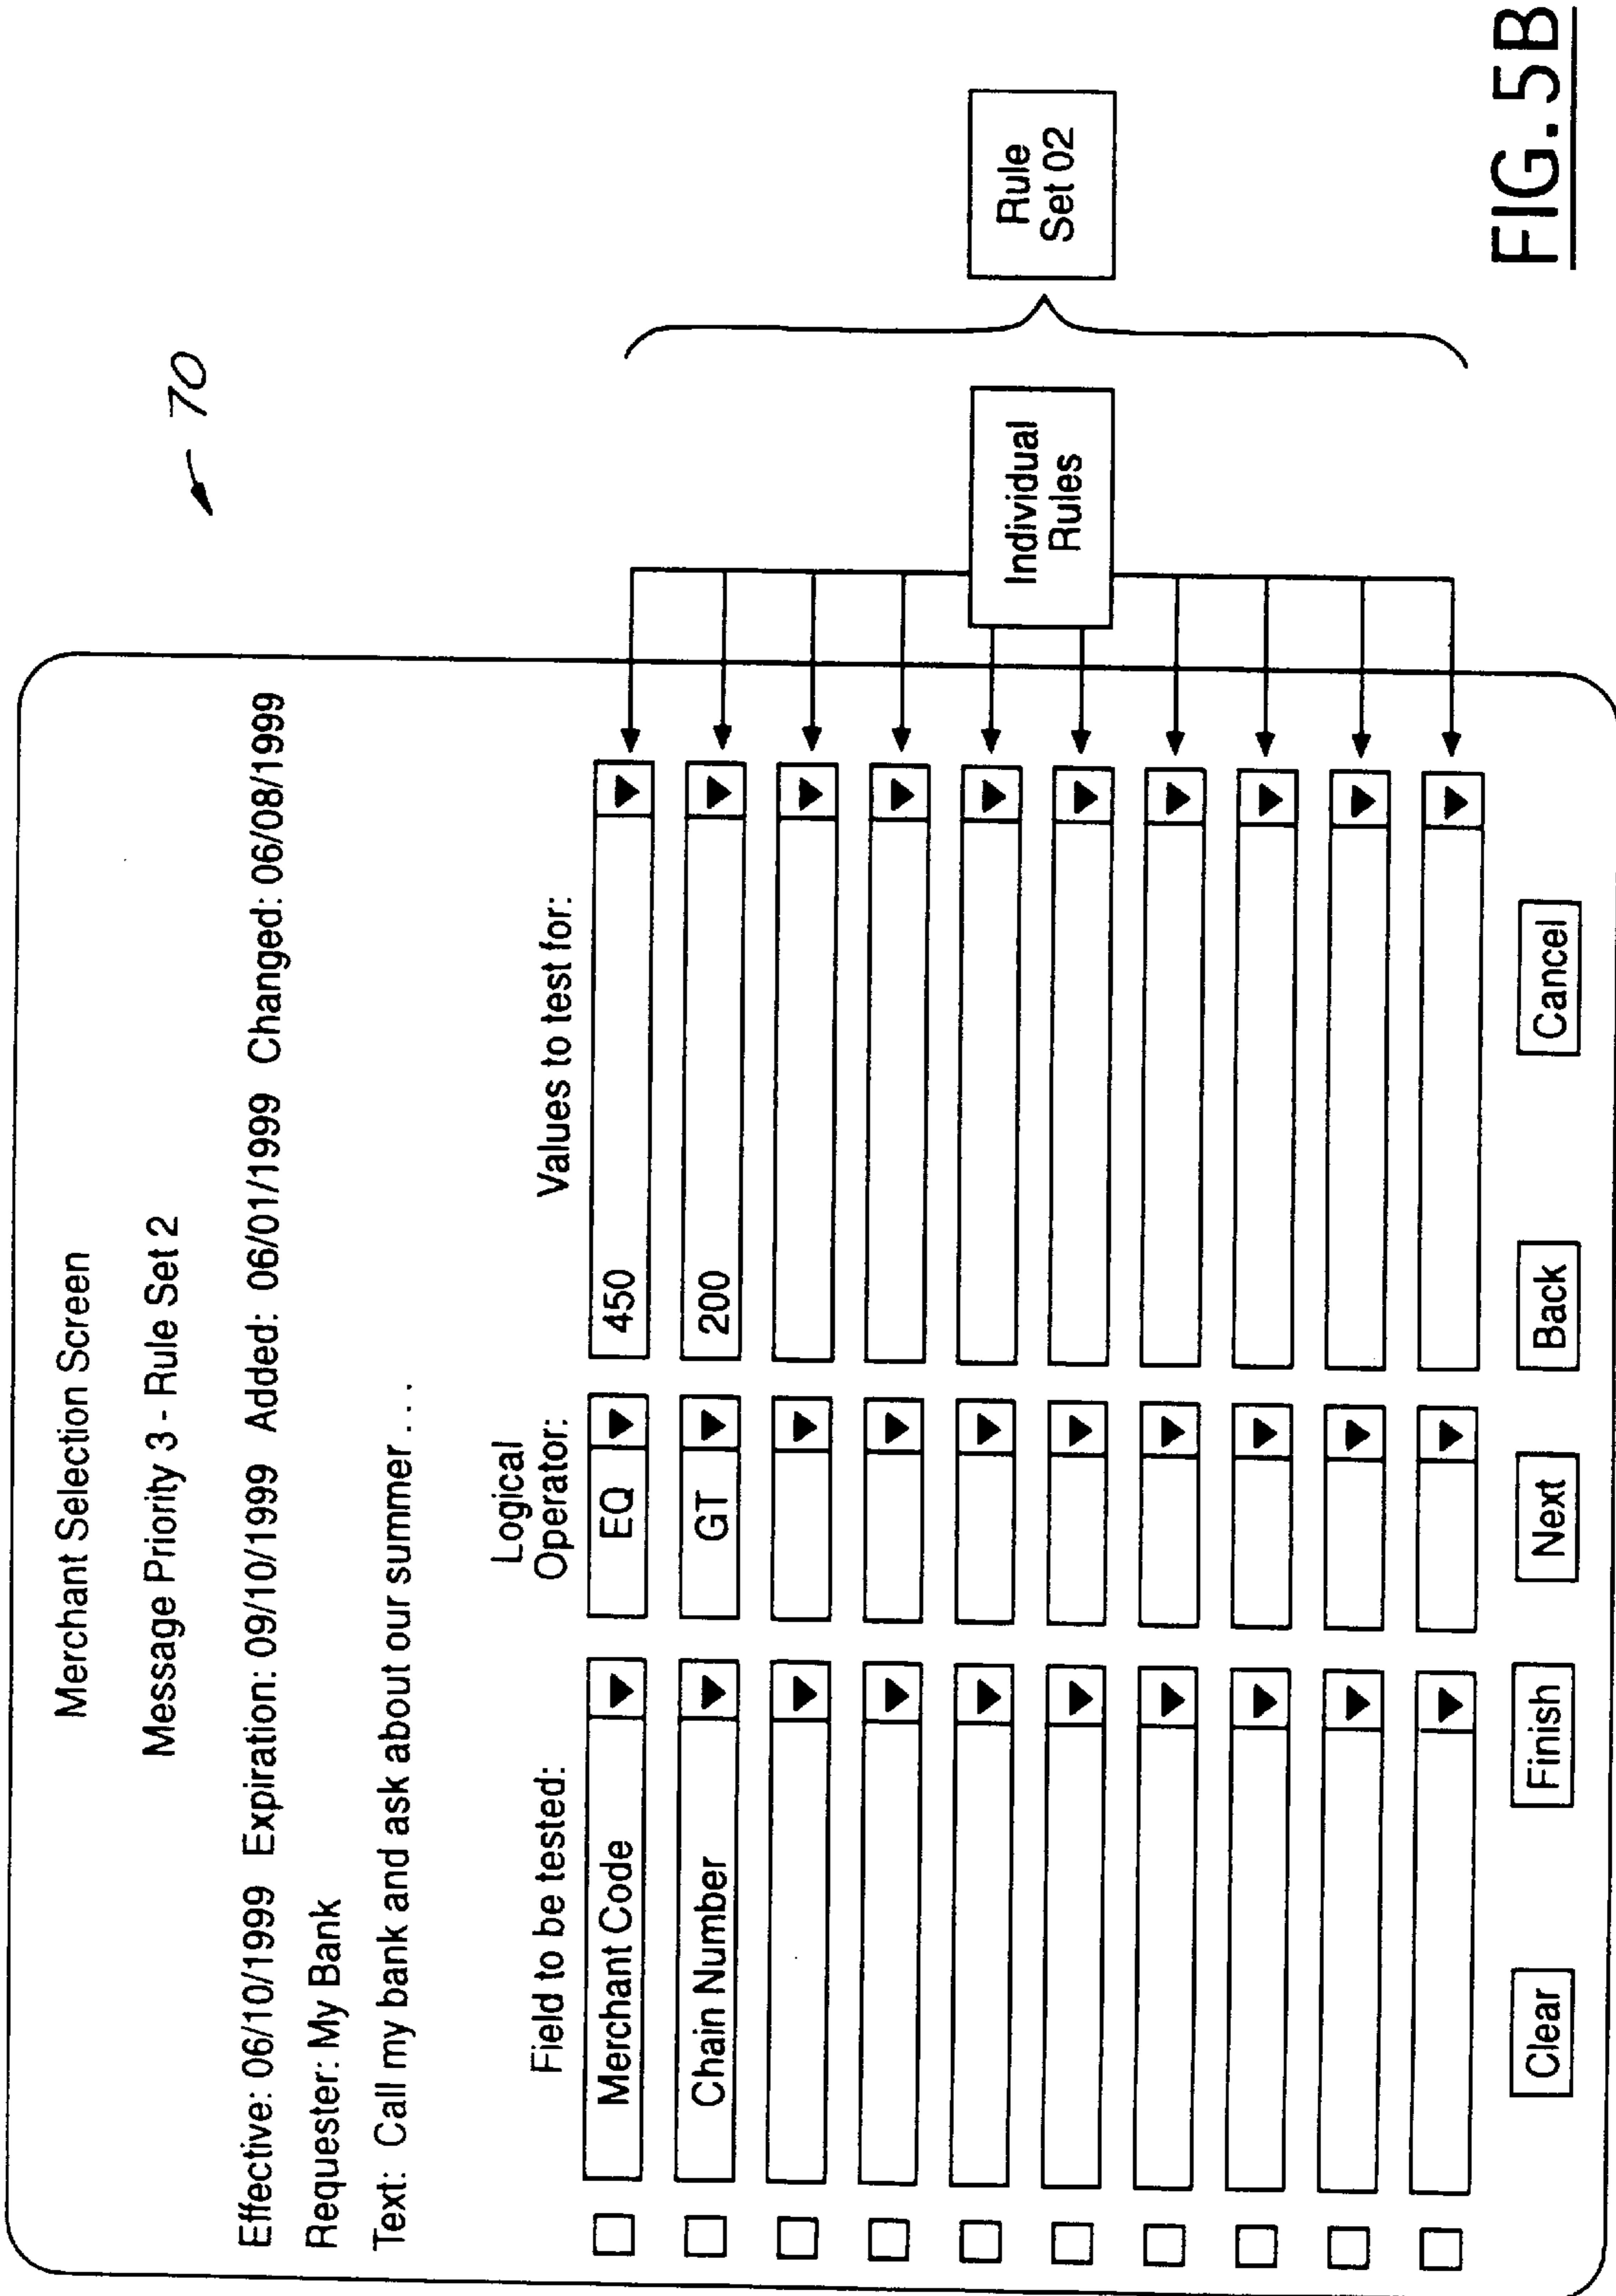 Merchant Selection Screen
Message Priority 3 - Rule Set 2
Effective: 06/10/1999 Expiration: 09/10/1999 Added: 06/01/1999 Changed: 06/08/1999
Requester: My Bank
Text: Call my bank and ask about our summer . . .
Field to be tested:
Logical
Operator:
Values to test for:
Merchant Code EQ 450
Chain Number GT 200
Clear Finish Next Back Cancel
70
Individual
Rules
Rule
Set 02
FIG. 5B